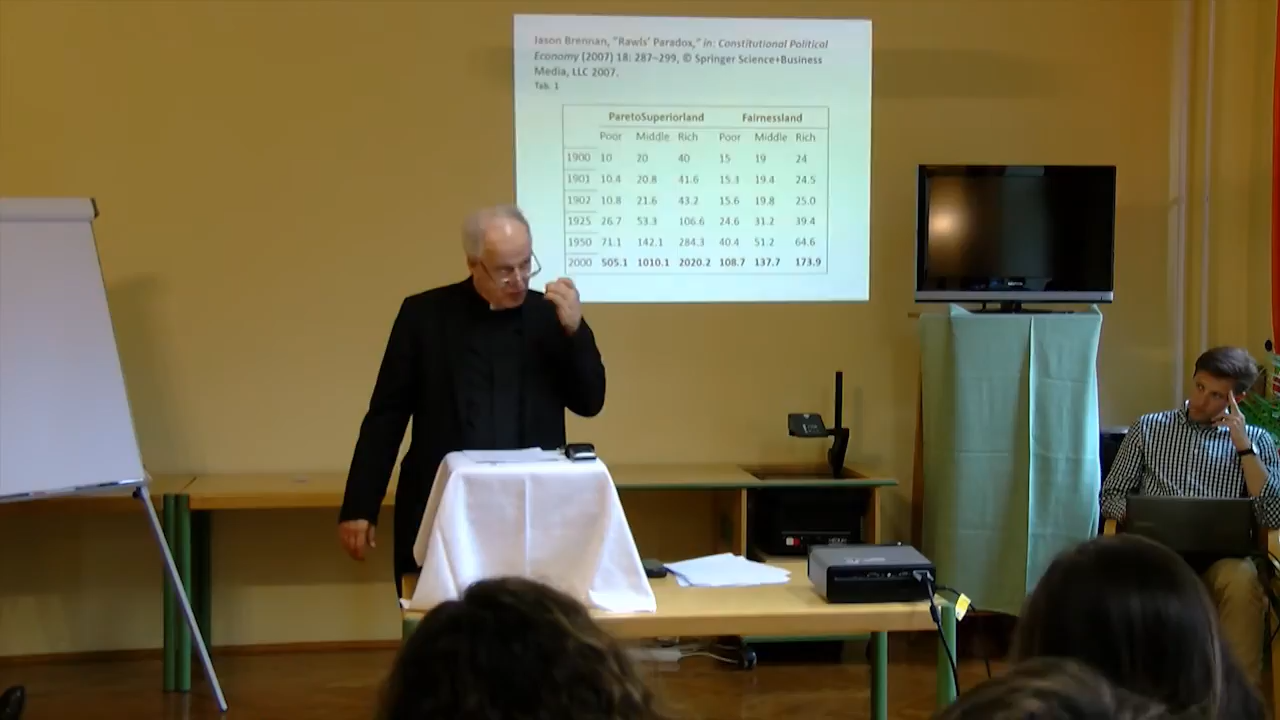 Jason Brennan, "Rawls' Paradox," in: Constitutional Political
Economy (2007) 18: 287–299, © Springer Science+Business
Media, LLC 2007.
Tab. 1
ParetoSuperiorland Fairnessland
Poor Middle Rich Poor Middle Rich
1900 10 20 40 15 19 24
1901 10.4 20.8 41.6 15.3 19.4 24.5
1902 10.8 21.6 43.2 15.6 19.8 25.0
1925 26.7 53.3 106.6 24.6 31.2 39.4
1950 71.1 142.1 284.3 40.4 51.2 64.6
2000 505.1 1010.1 2020.2 108.7 137.7 173.9